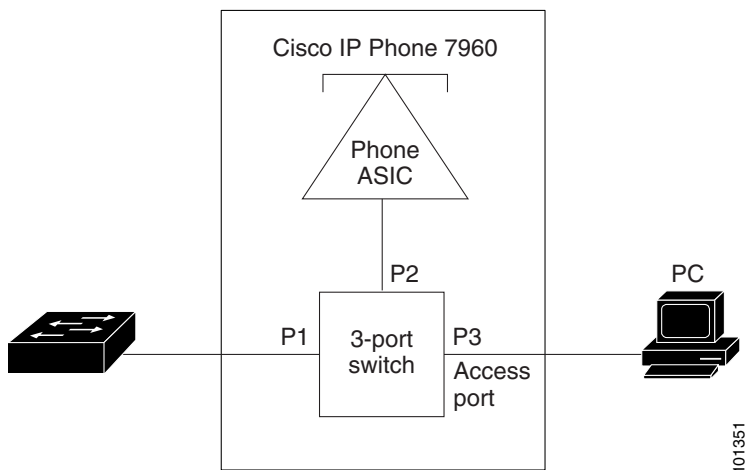 Cisco IP Phone 7960
Phone
ASIC
P2
PC
P1
3-port
switch
P3
Access
port
101351